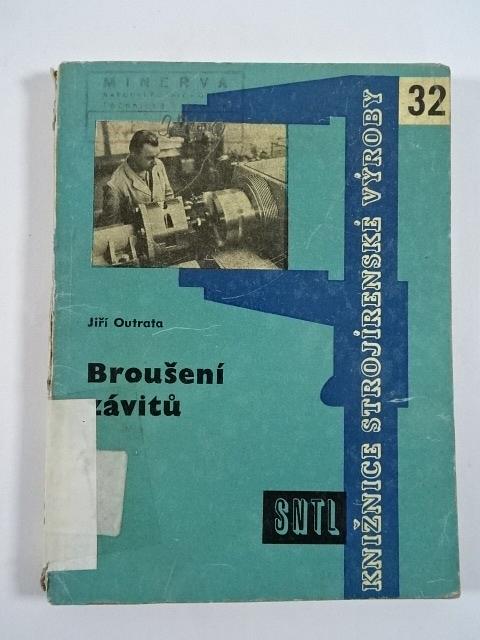 MINERVA
32
KNIŽNICE STROJÍRENSKÉ VÝROBY
Jiří Outrata
Broušení
závitů
SNTL